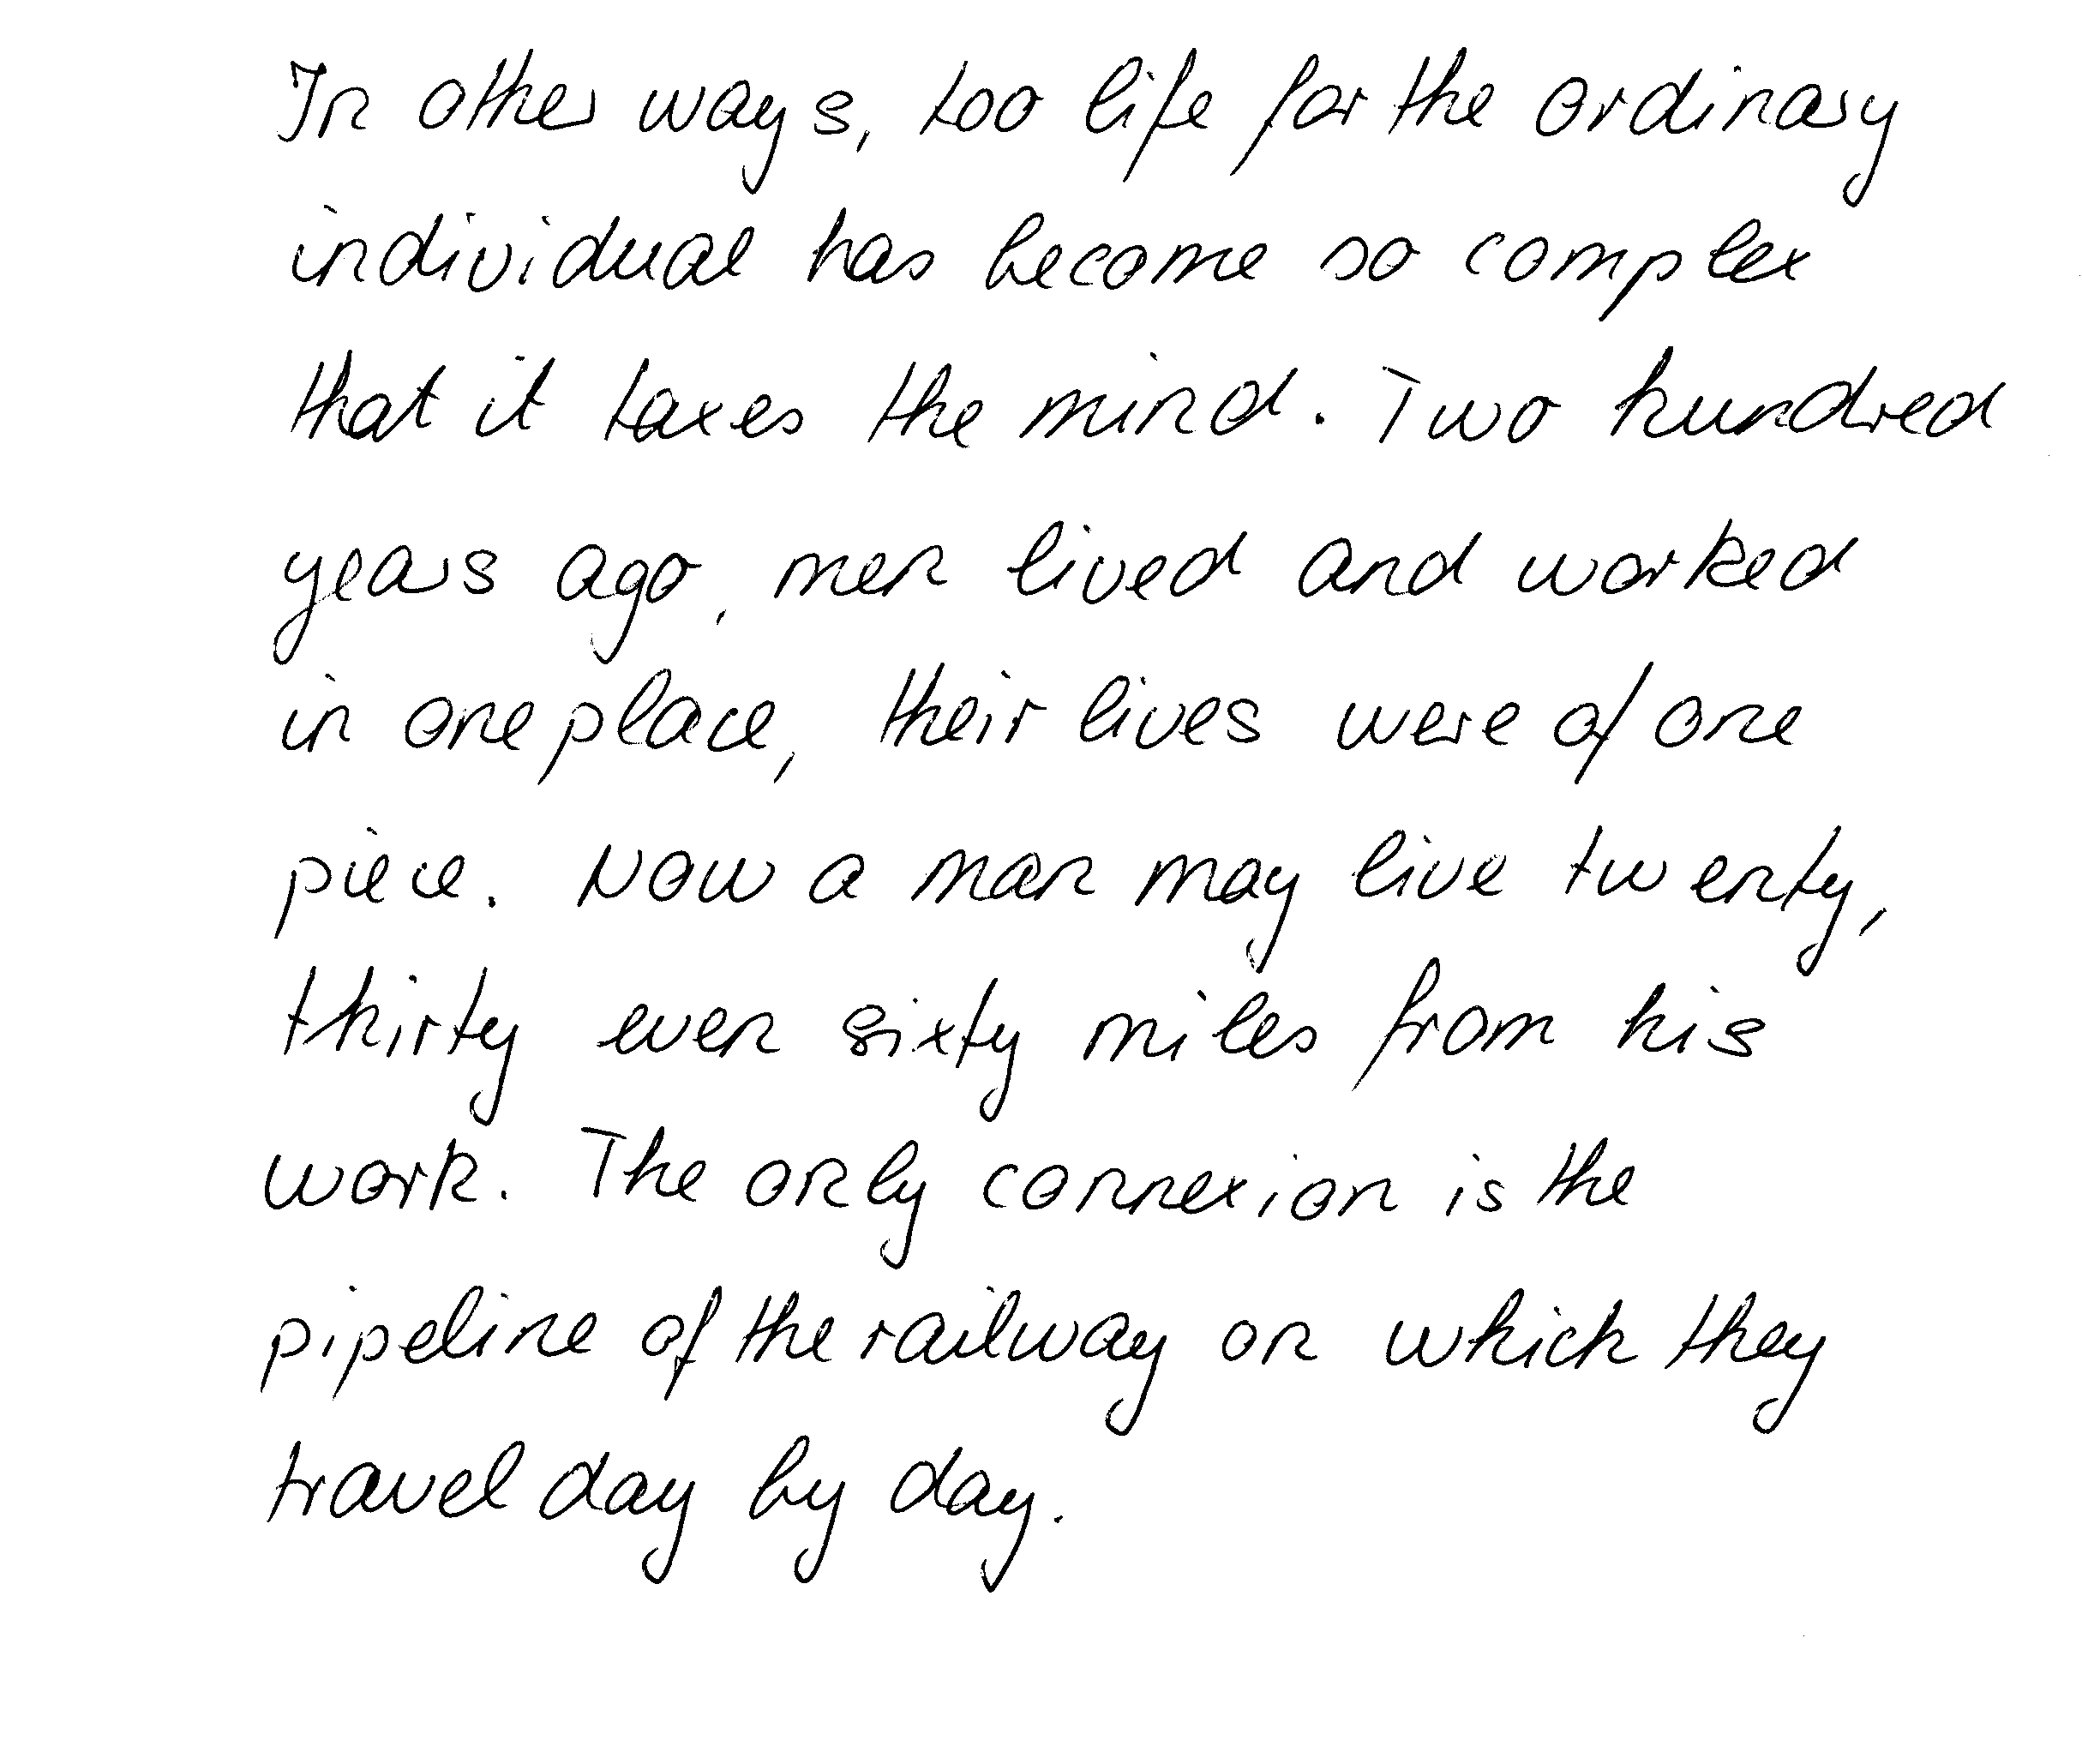 In other ways, too life for the ordinary
individual has become so complex
that it taxes the mind. Two hundred
years ago, men lived and worked
in one place, their lives were of one
piece. Now a man may live twenty,
thirty even sixty miles from his
work. The only connexion is the
pipeline of the railway on which they
travel day by day.